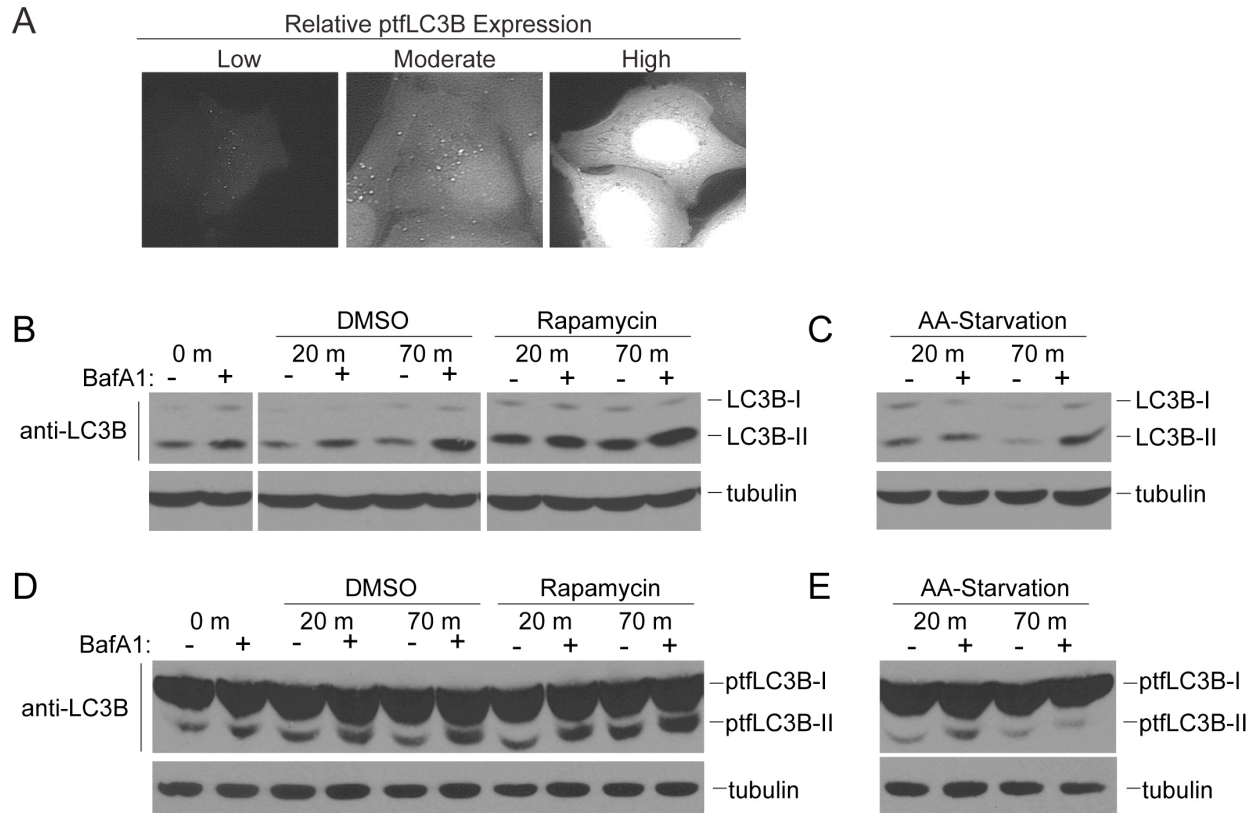 A
Relative ptfLC3B Expression
Low Moderate High
B
DMSO Rapamycin
0 m 20 m 70 m 20 m 70 m
BafA1: - + - + - + - + - +
anti-LC3B
LC3B-I
LC3B-II
tubulin
C
AA-Starvation
20 m 70 m
- + - +
LC3B-I
LC3B-II
tubulin
D
DMSO Rapamycin
0 m 20 m 70 m 20 m 70 m
BafA1: - + - + - + - + - +
anti-LC3B
ptfLC3B-I
ptfLC3B-II
tubulin
E
AA-Starvation
20 m 70 m
- + - +
ptfLC3B-I
ptfLC3B-II
tubulin